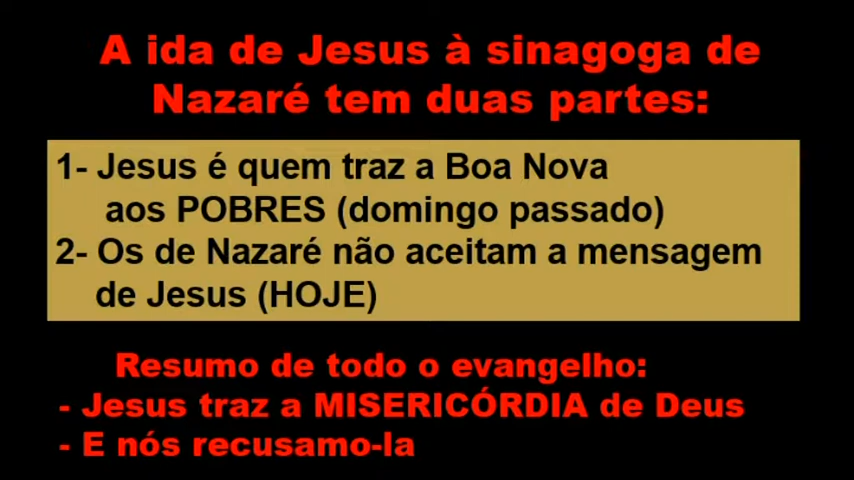 A ida de Jesus à sinagoga de
Nazaré tem duas partes:
1- Jesus é quem traz a Boa Nova
aos POBRES (domingo passado)
2- Os de Nazaré não aceitam a mensagem
de Jesus (HOJE)
Resumo de todo o evangelho:
- Jesus traz a MISERICÓRDIA de Deus
- E nós recusamo-la